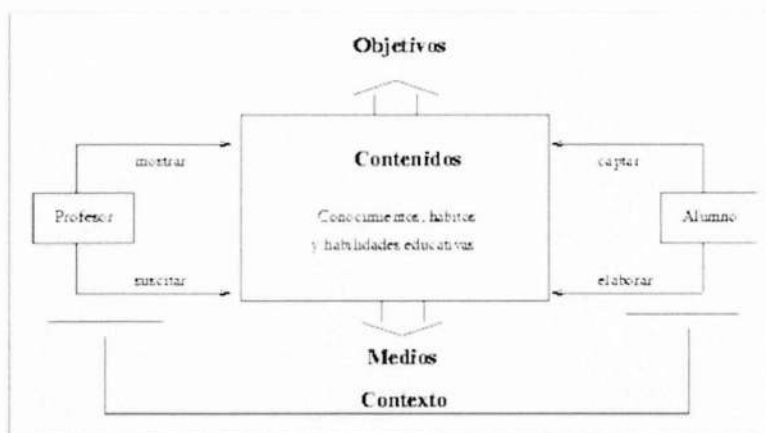 Objetivos
Contenidos
mostrar
captar
Profesor
Conocimientos, hábitos
y habilidades educativas
Alumno
suscitar
elaborar
Medios
Contexto